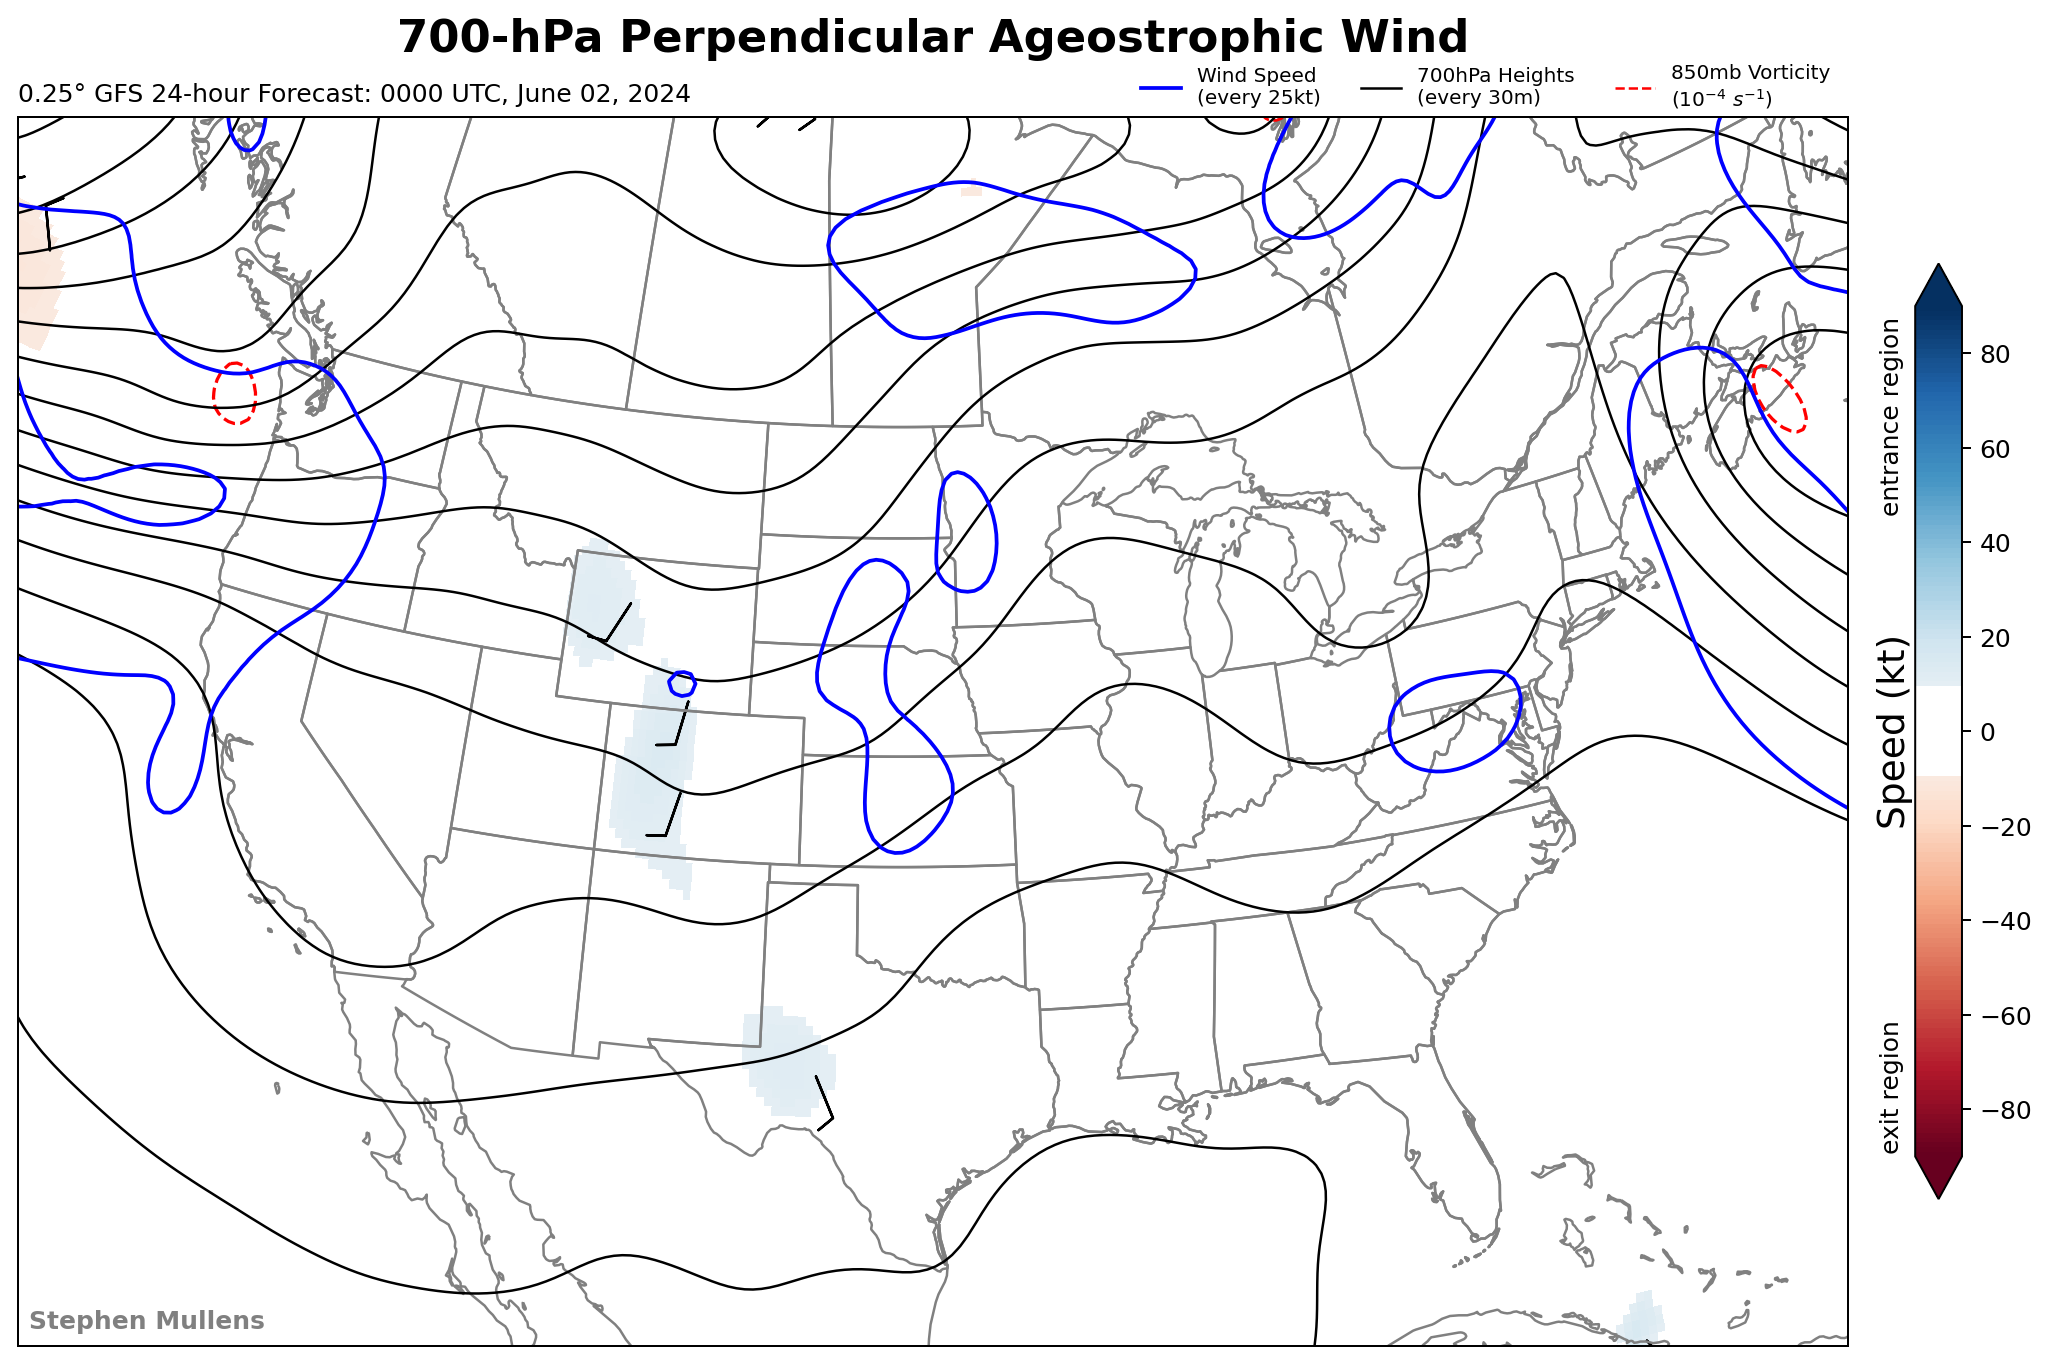 700-hPa Perpendicular Ageostrophic Wind
0.25° GFS 24-hour Forecast: 0000 UTC, June 02, 2024
Wind Speed
(every 25kt)
700hPa Heights
(every 30m)
850mb Vorticity
(10⁻⁴ s⁻¹)
entrance region
Speed (kt)
exit region
80
60
40
20
0
−20
−40
−60
−80
Stephen Mullens